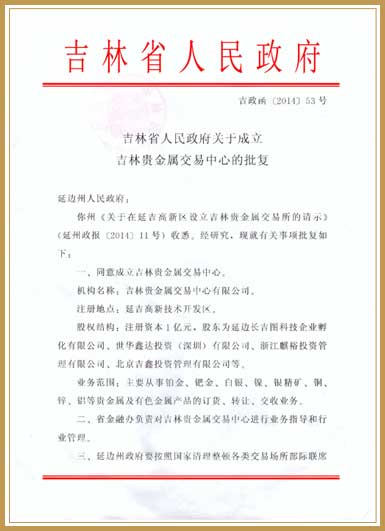 吉林省人民政府
吉政函〔2014〕53号
吉林省人民政府关于成立
吉林贵金属交易中心的批复
延边州人民政府：
你州《关于在延吉高新区设立吉林贵金属交易所的请示》
（延州政报〔2014〕11号）收悉。经研究，现就有关事项批复如
下：
一、同意成立吉林贵金属交易中心。
机构名称：吉林贵金属交易中心有限公司。
注册地点：延吉高新技术开发区。
股权结构：注册资本1亿元，股东为延边长吉图科技企业孵
化有限公司、世华鑫达投资（深圳）有限公司、浙江麒裕投资管
理有限公司、北京吉鑫投资管理有限公司等。
业务范围：主要从事铂金、钯金、白银、镍、银精矿、铜、
锌、铝等贵金属及有色金属产品的订货、转让、交收业务。
二、省金融办负责对吉林贵金属交易中心进行业务指导和行
业管理。
三、延边州政府要按照国家清理整顿各类交易场所部际联席